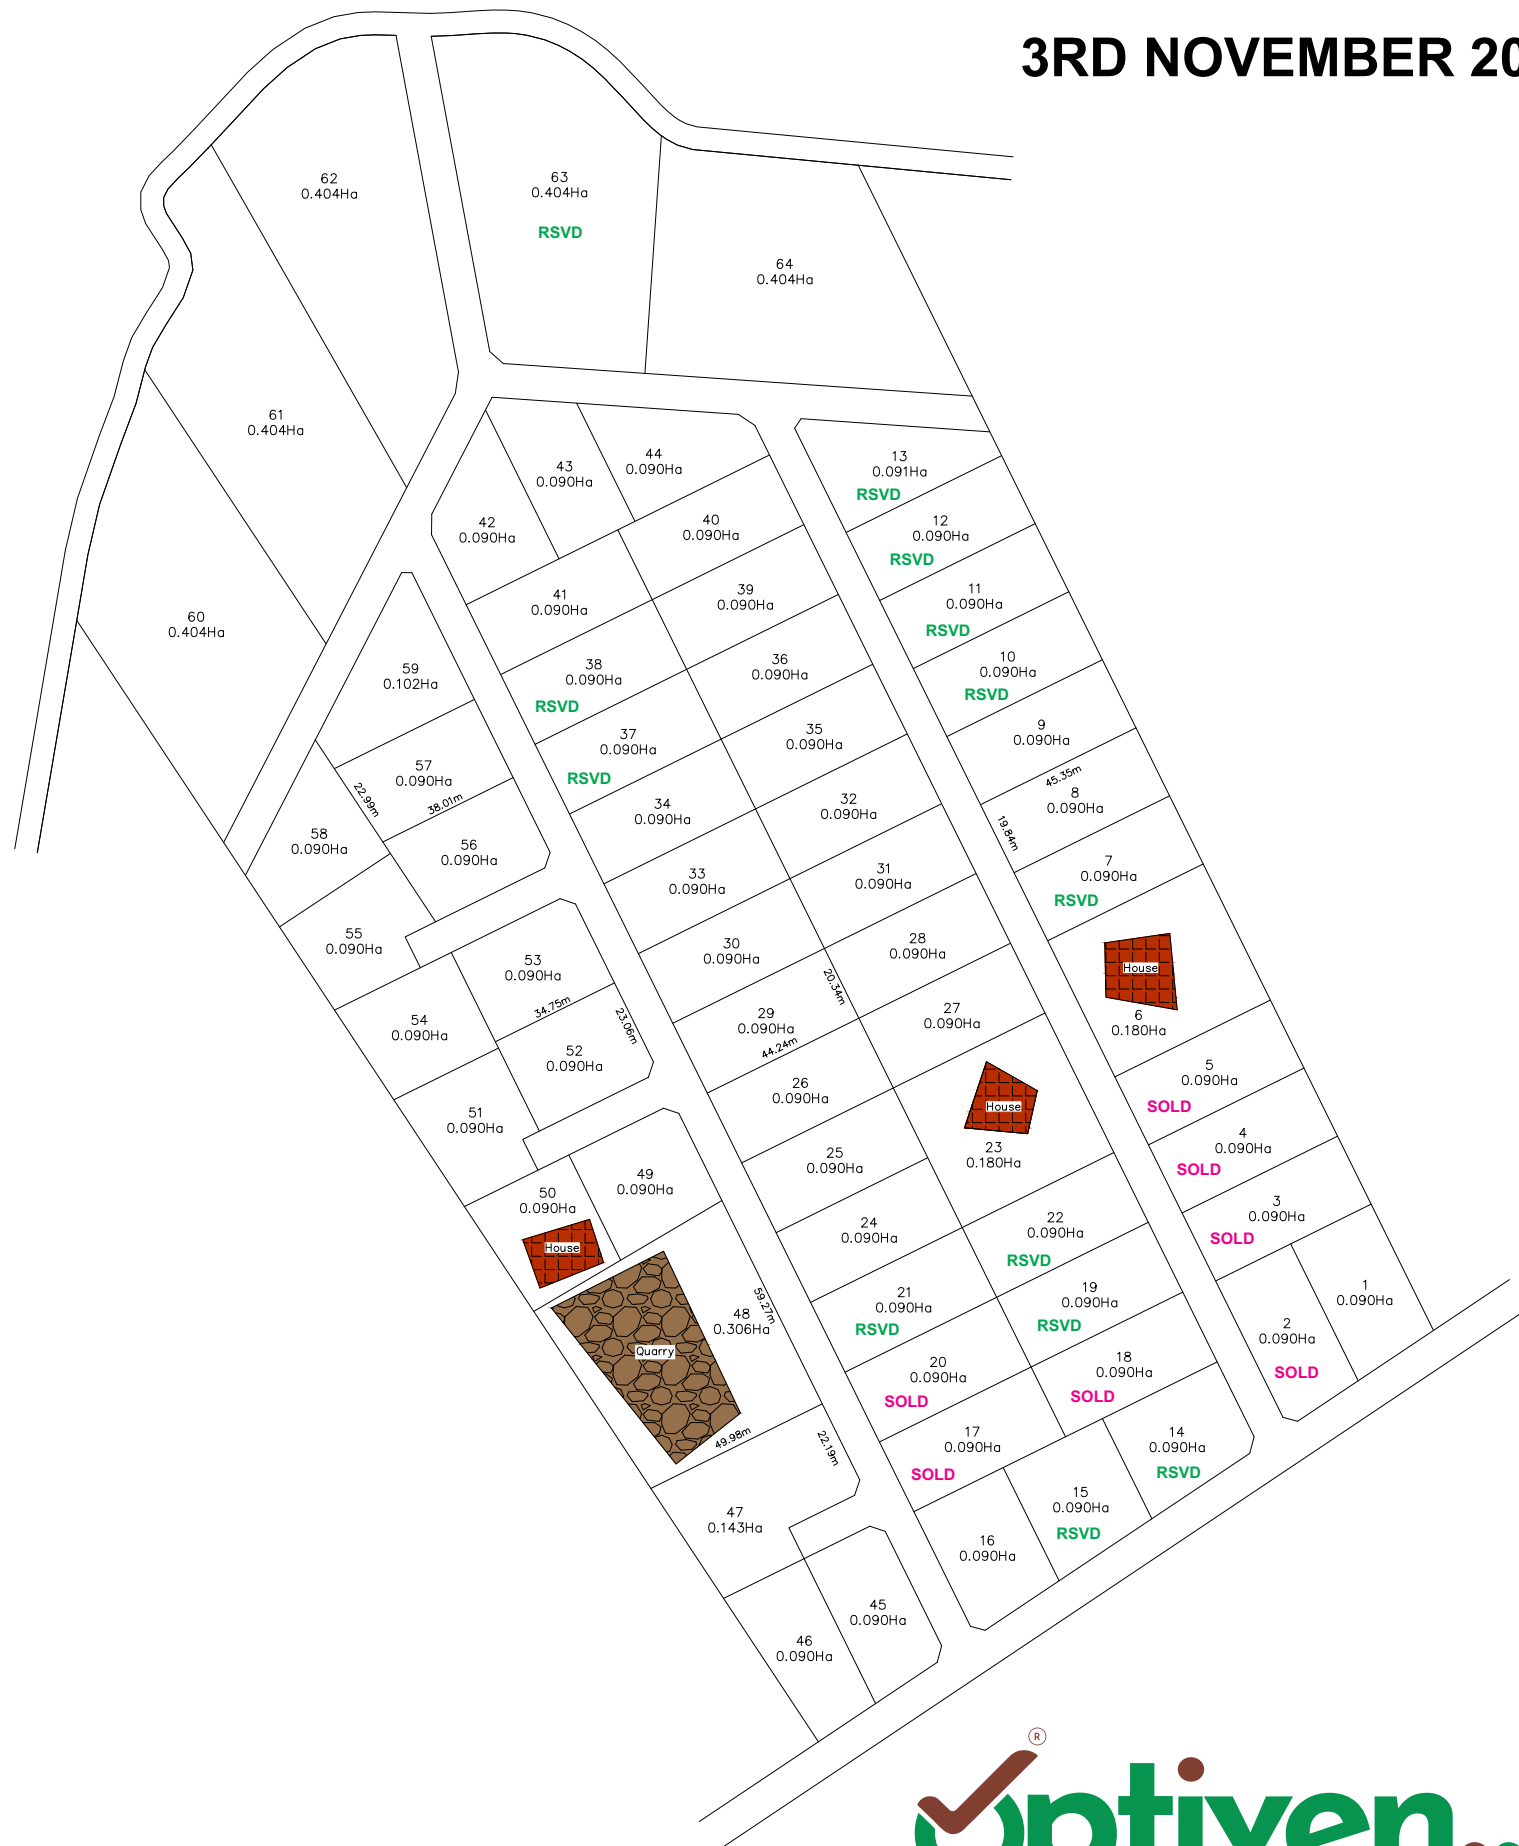 3RD NOVEMBER 20
62
0.404Ha
63
0.404Ha
RSVD
64
0.404Ha
61
0.404Ha
60
0.404Ha
44
0.090Ha
43
0.090Ha
42
0.090Ha
13
0.091Ha
RSVD
40
0.090Ha
12
0.090Ha
RSVD
41
0.090Ha
39
0.090Ha
11
0.090Ha
RSVD
59
0.102Ha
38
0.090Ha
RSVD
36
0.090Ha
10
0.090Ha
RSVD
37
0.090Ha
RSVD
35
0.090Ha
9
0.090Ha
45.35m
57
0.090Ha
38.01m
22.99m
34
0.090Ha
32
0.090Ha
8
0.090Ha
19.84m
58
0.090Ha
56
0.090Ha
33
0.090Ha
31
0.090Ha
7
0.090Ha
RSVD
55
0.090Ha
53
0.090Ha
34.75m
23.06m
30
0.090Ha
20.34m
28
0.090Ha
House
6
0.180Ha
54
0.090Ha
52
0.090Ha
29
0.090Ha
44.24m
27
0.090Ha
5
0.090Ha
SOLD
51
0.090Ha
26
0.090Ha
House
23
0.180Ha
4
0.090Ha
SOLD
50
0.090Ha
House
49
0.090Ha
25
0.090Ha
3
0.090Ha
SOLD
24
0.090Ha
22
0.090Ha
RSVD
1
0.090Ha
59.27m
48
0.306Ha
Quarry
49.98m
21
0.090Ha
RSVD
19
0.090Ha
RSVD
2
0.090Ha
SOLD
20
0.090Ha
SOLD
18
0.090Ha
SOLD
22.19m
17
0.090Ha
SOLD
14
0.090Ha
RSVD
47
0.143Ha
15
0.090Ha
RSVD
16
0.090Ha
45
0.090Ha
46
0.090Ha
®
Optiven